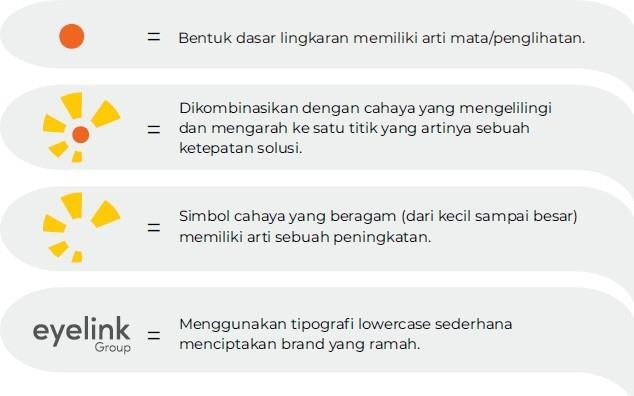 = Bentuk dasar lingkaran memiliki arti mata/penglihatan.
Dikombinasikan dengan cahaya yang mengelilingi
= dan mengarah ke satu titik yang artinya sebuah
ketepatan solusi.
= Simbol cahaya yang beragam (dari kecil sampai besar)
memiliki arti sebuah peningkatan.
eyelink
Group
= Menggunakan tipografi lowercase sederhana
menciptakan brand yang ramah.